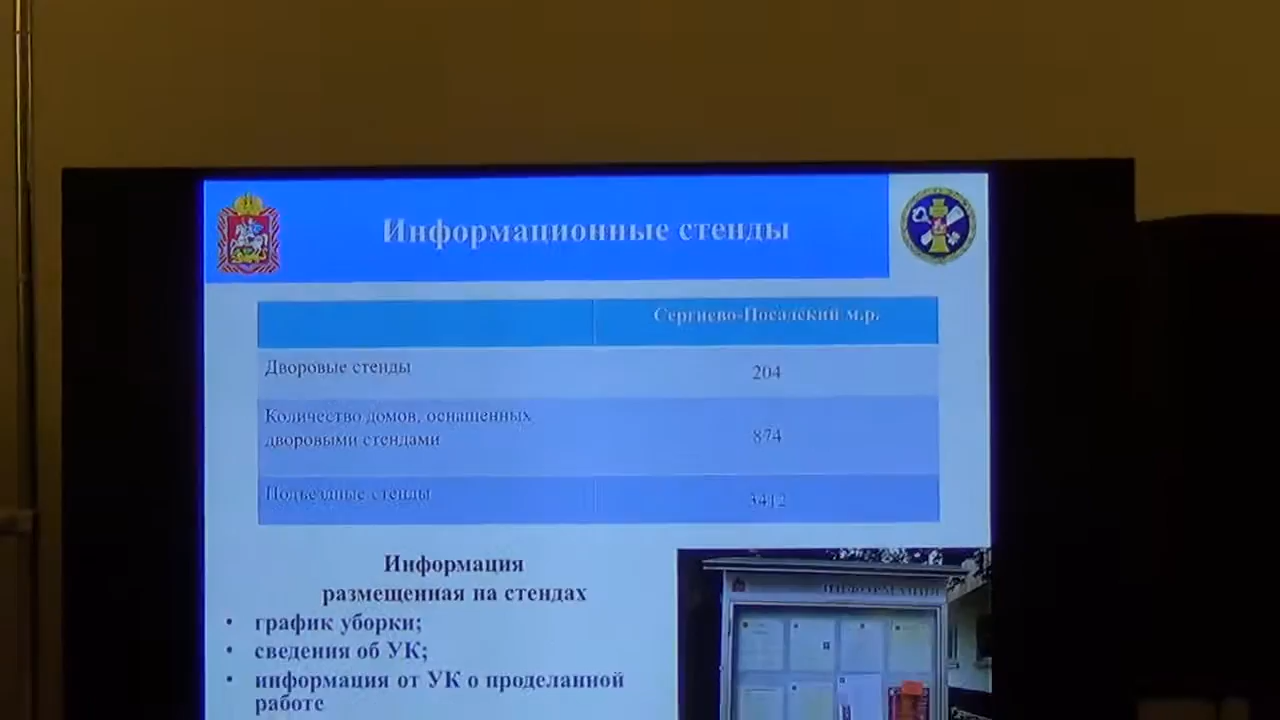 Информационные стенды
Сергиево-Посадский м.р.
Дворовые стенды
204
Количество домов, оснащенных
дворовыми стендами
874
Подъездные стенды
3412
Информация
размещенная на стендах
• график уборки;
• сведения об УК;
• информация от УК о проделанной
работе
ИНФОРМАЦИЯ